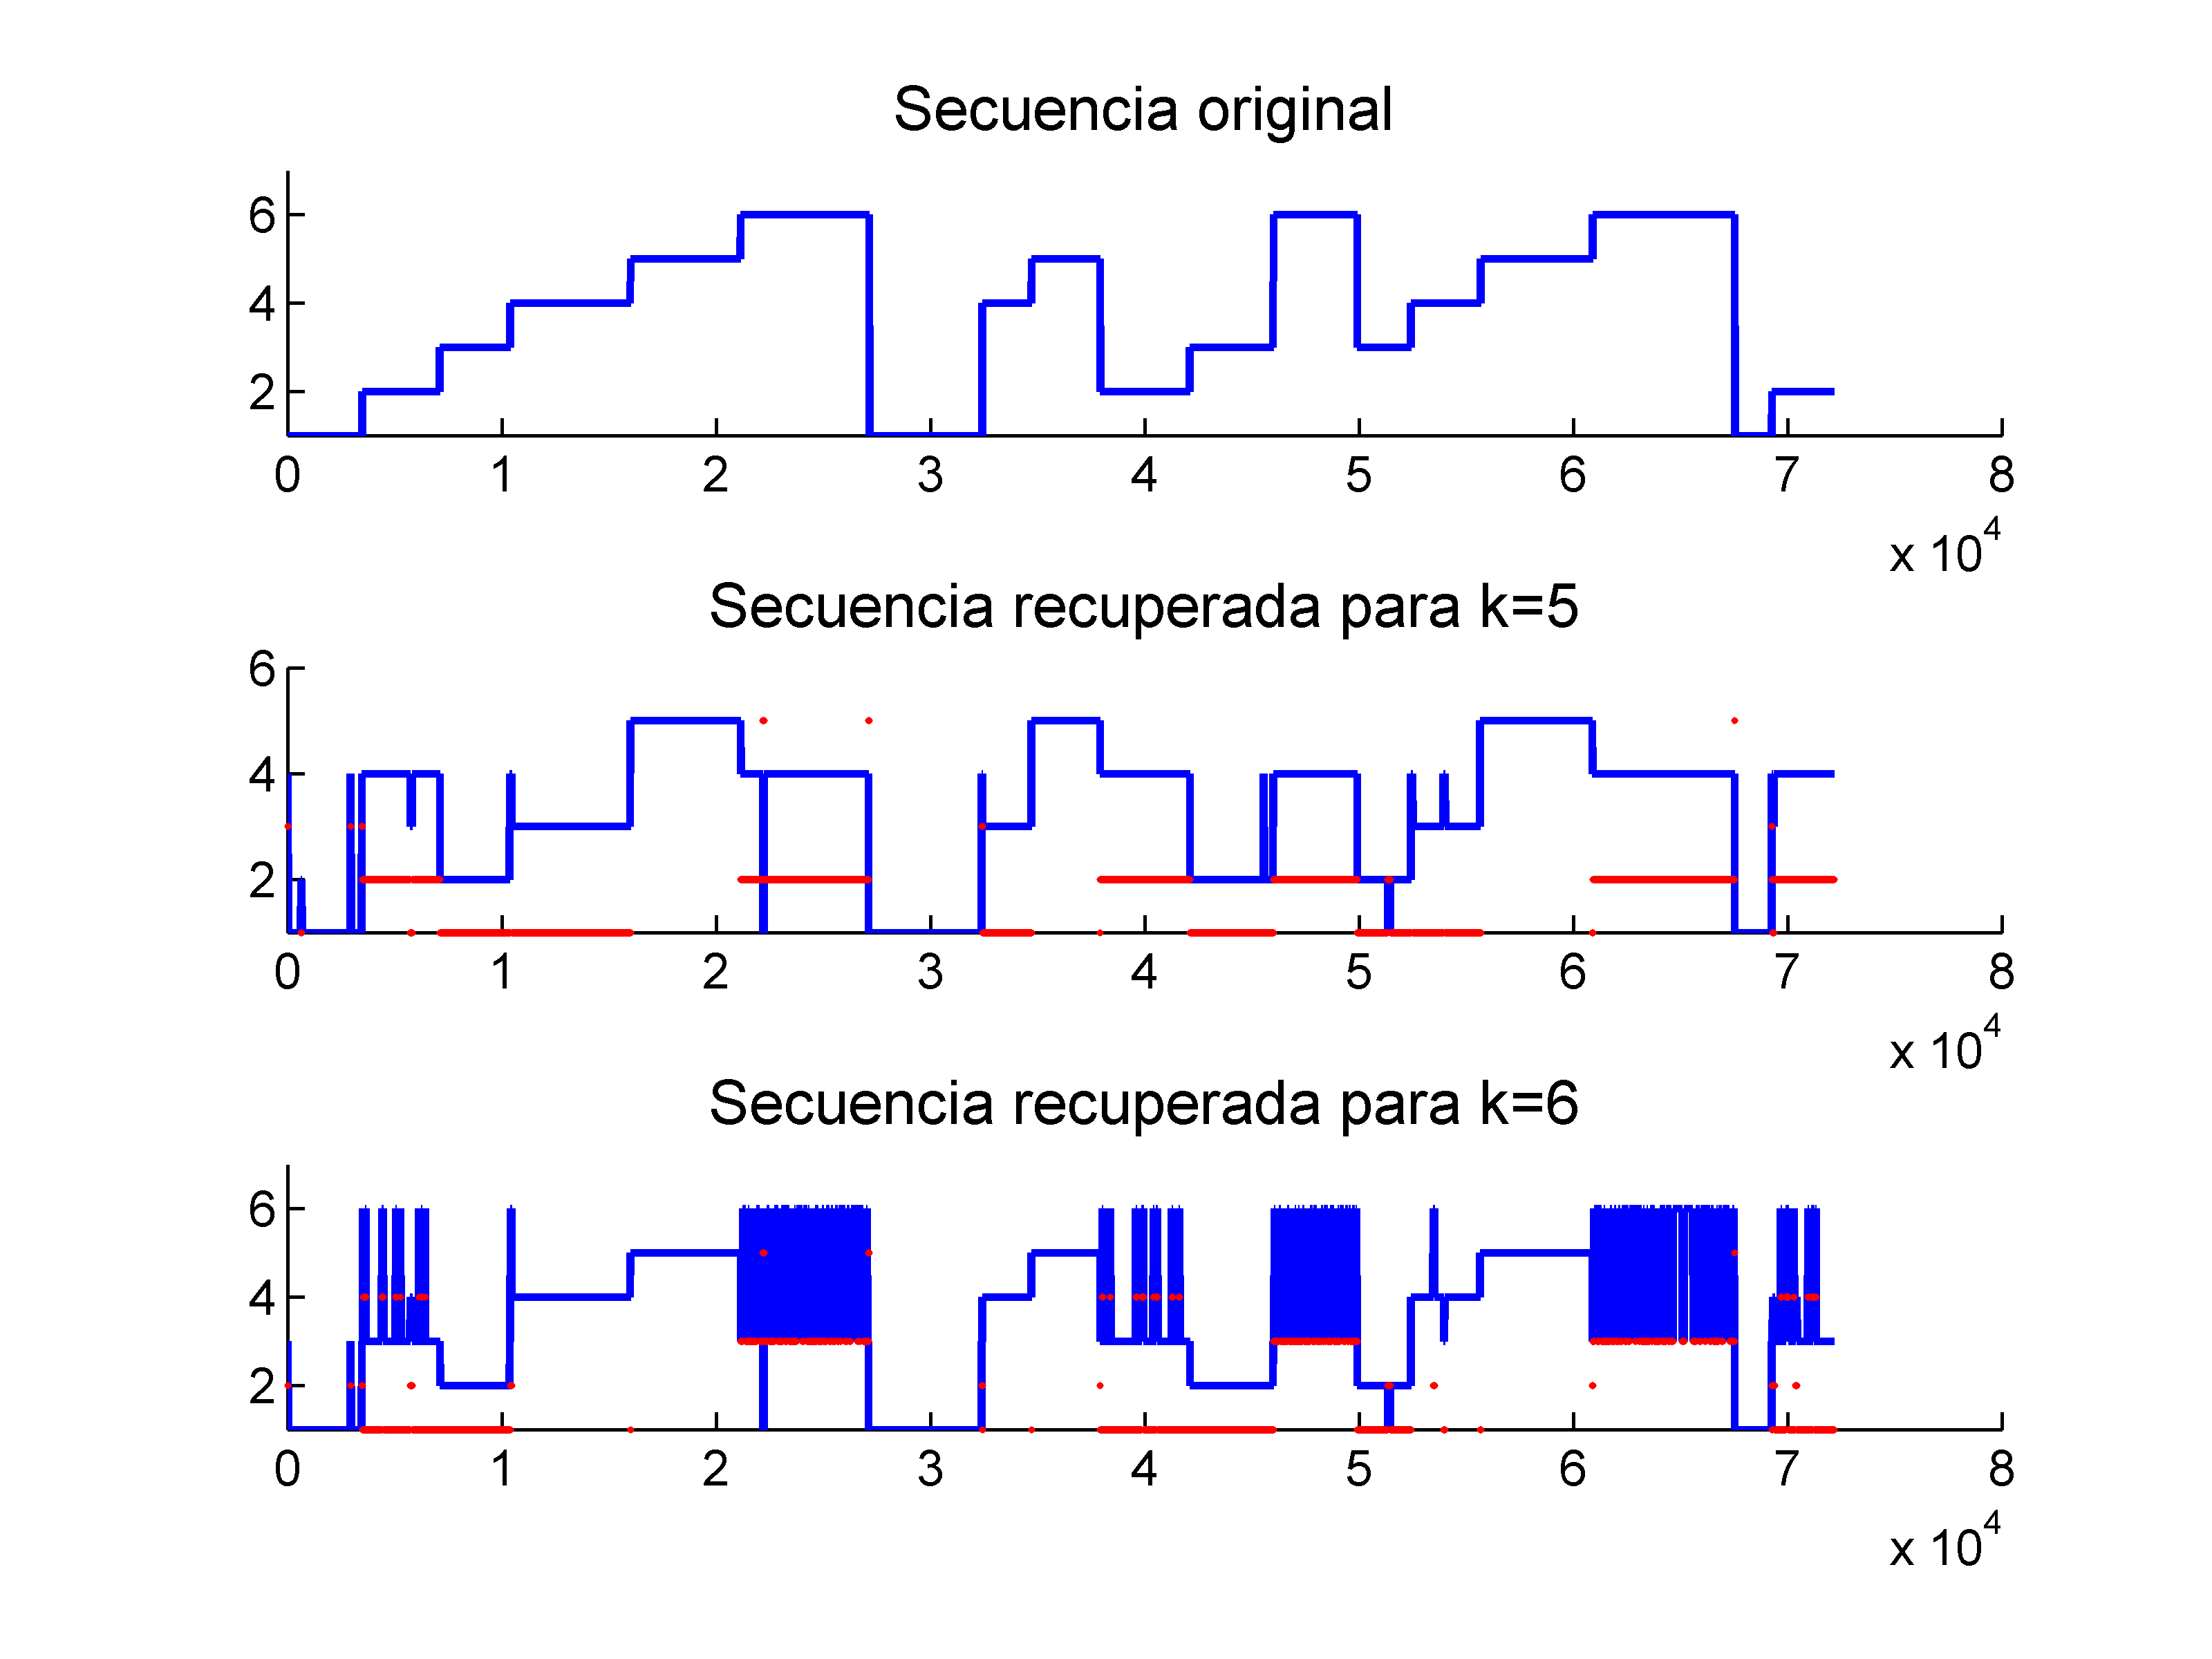 Secuencia original
6
4
2
0 1 2 3 4 5 6 7 8
x 10^4
Secuencia recuperada para k=5
6
4
2
0 1 2 3 4 5 6 7 8
x 10^4
Secuencia recuperada para k=6
6
4
2
0 1 2 3 4 5 6 7 8
x 10^4